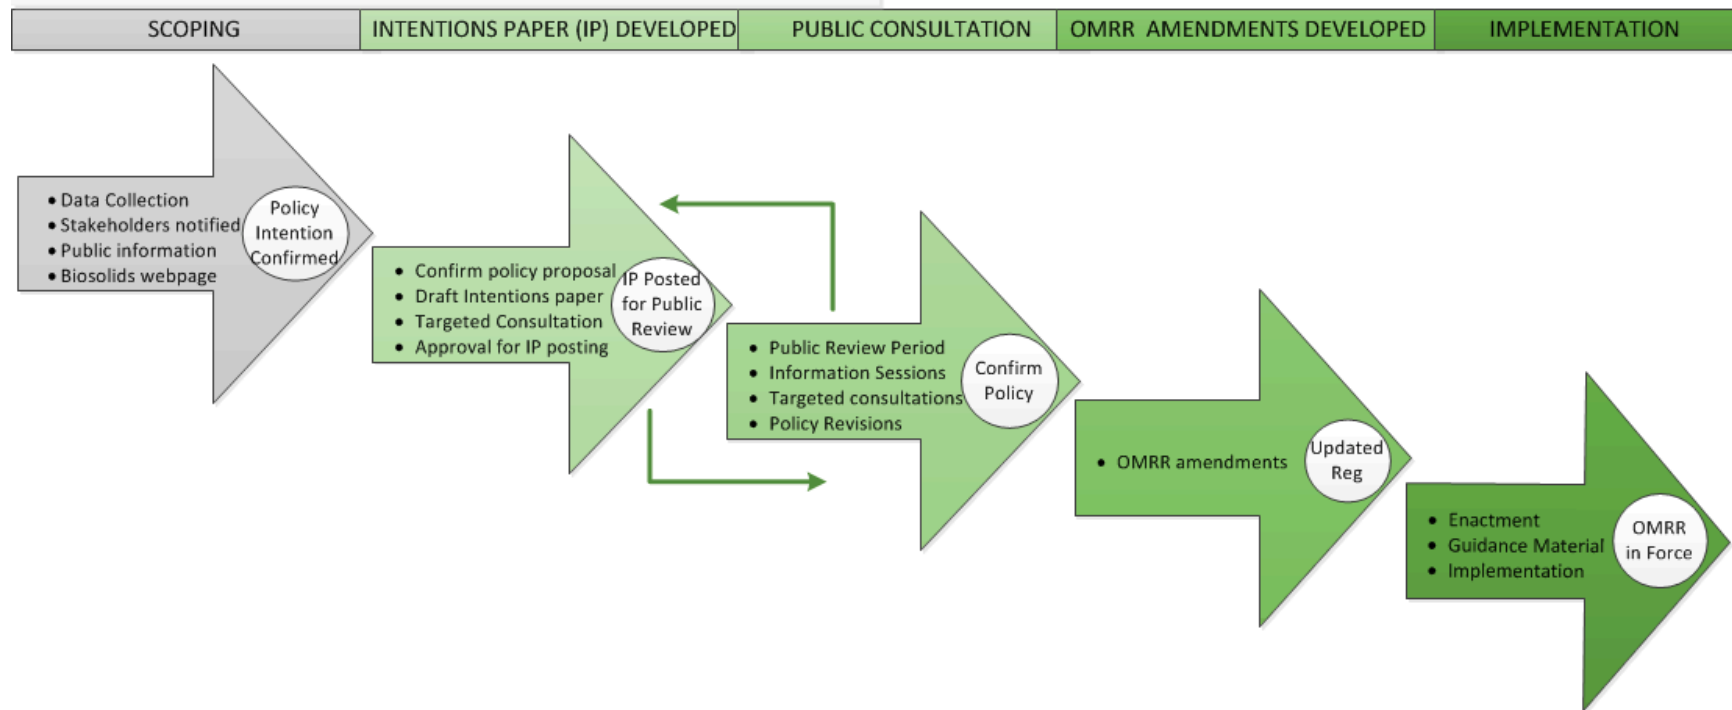 SCOPING
INTENTIONS PAPER (IP) DEVELOPED
PUBLIC CONSULTATION
OMRR AMENDMENTS DEVELOPED
IMPLEMENTATION
• Data Collection
• Stakeholders notified
• Public information
• Biosolids webpage
Policy
Intention
Confirmed
• Confirm policy proposal
• Draft Intentions paper
• Targeted Consultation
• Approval for IP posting
IP Posted
for Public
Review
• Public Review Period
• Information Sessions
• Targeted consultations
• Policy Revisions
Confirm
Policy
• OMRR amendments
Updated
Reg
• Enactment
• Guidance Material
• Implementation
OMRR
in Force